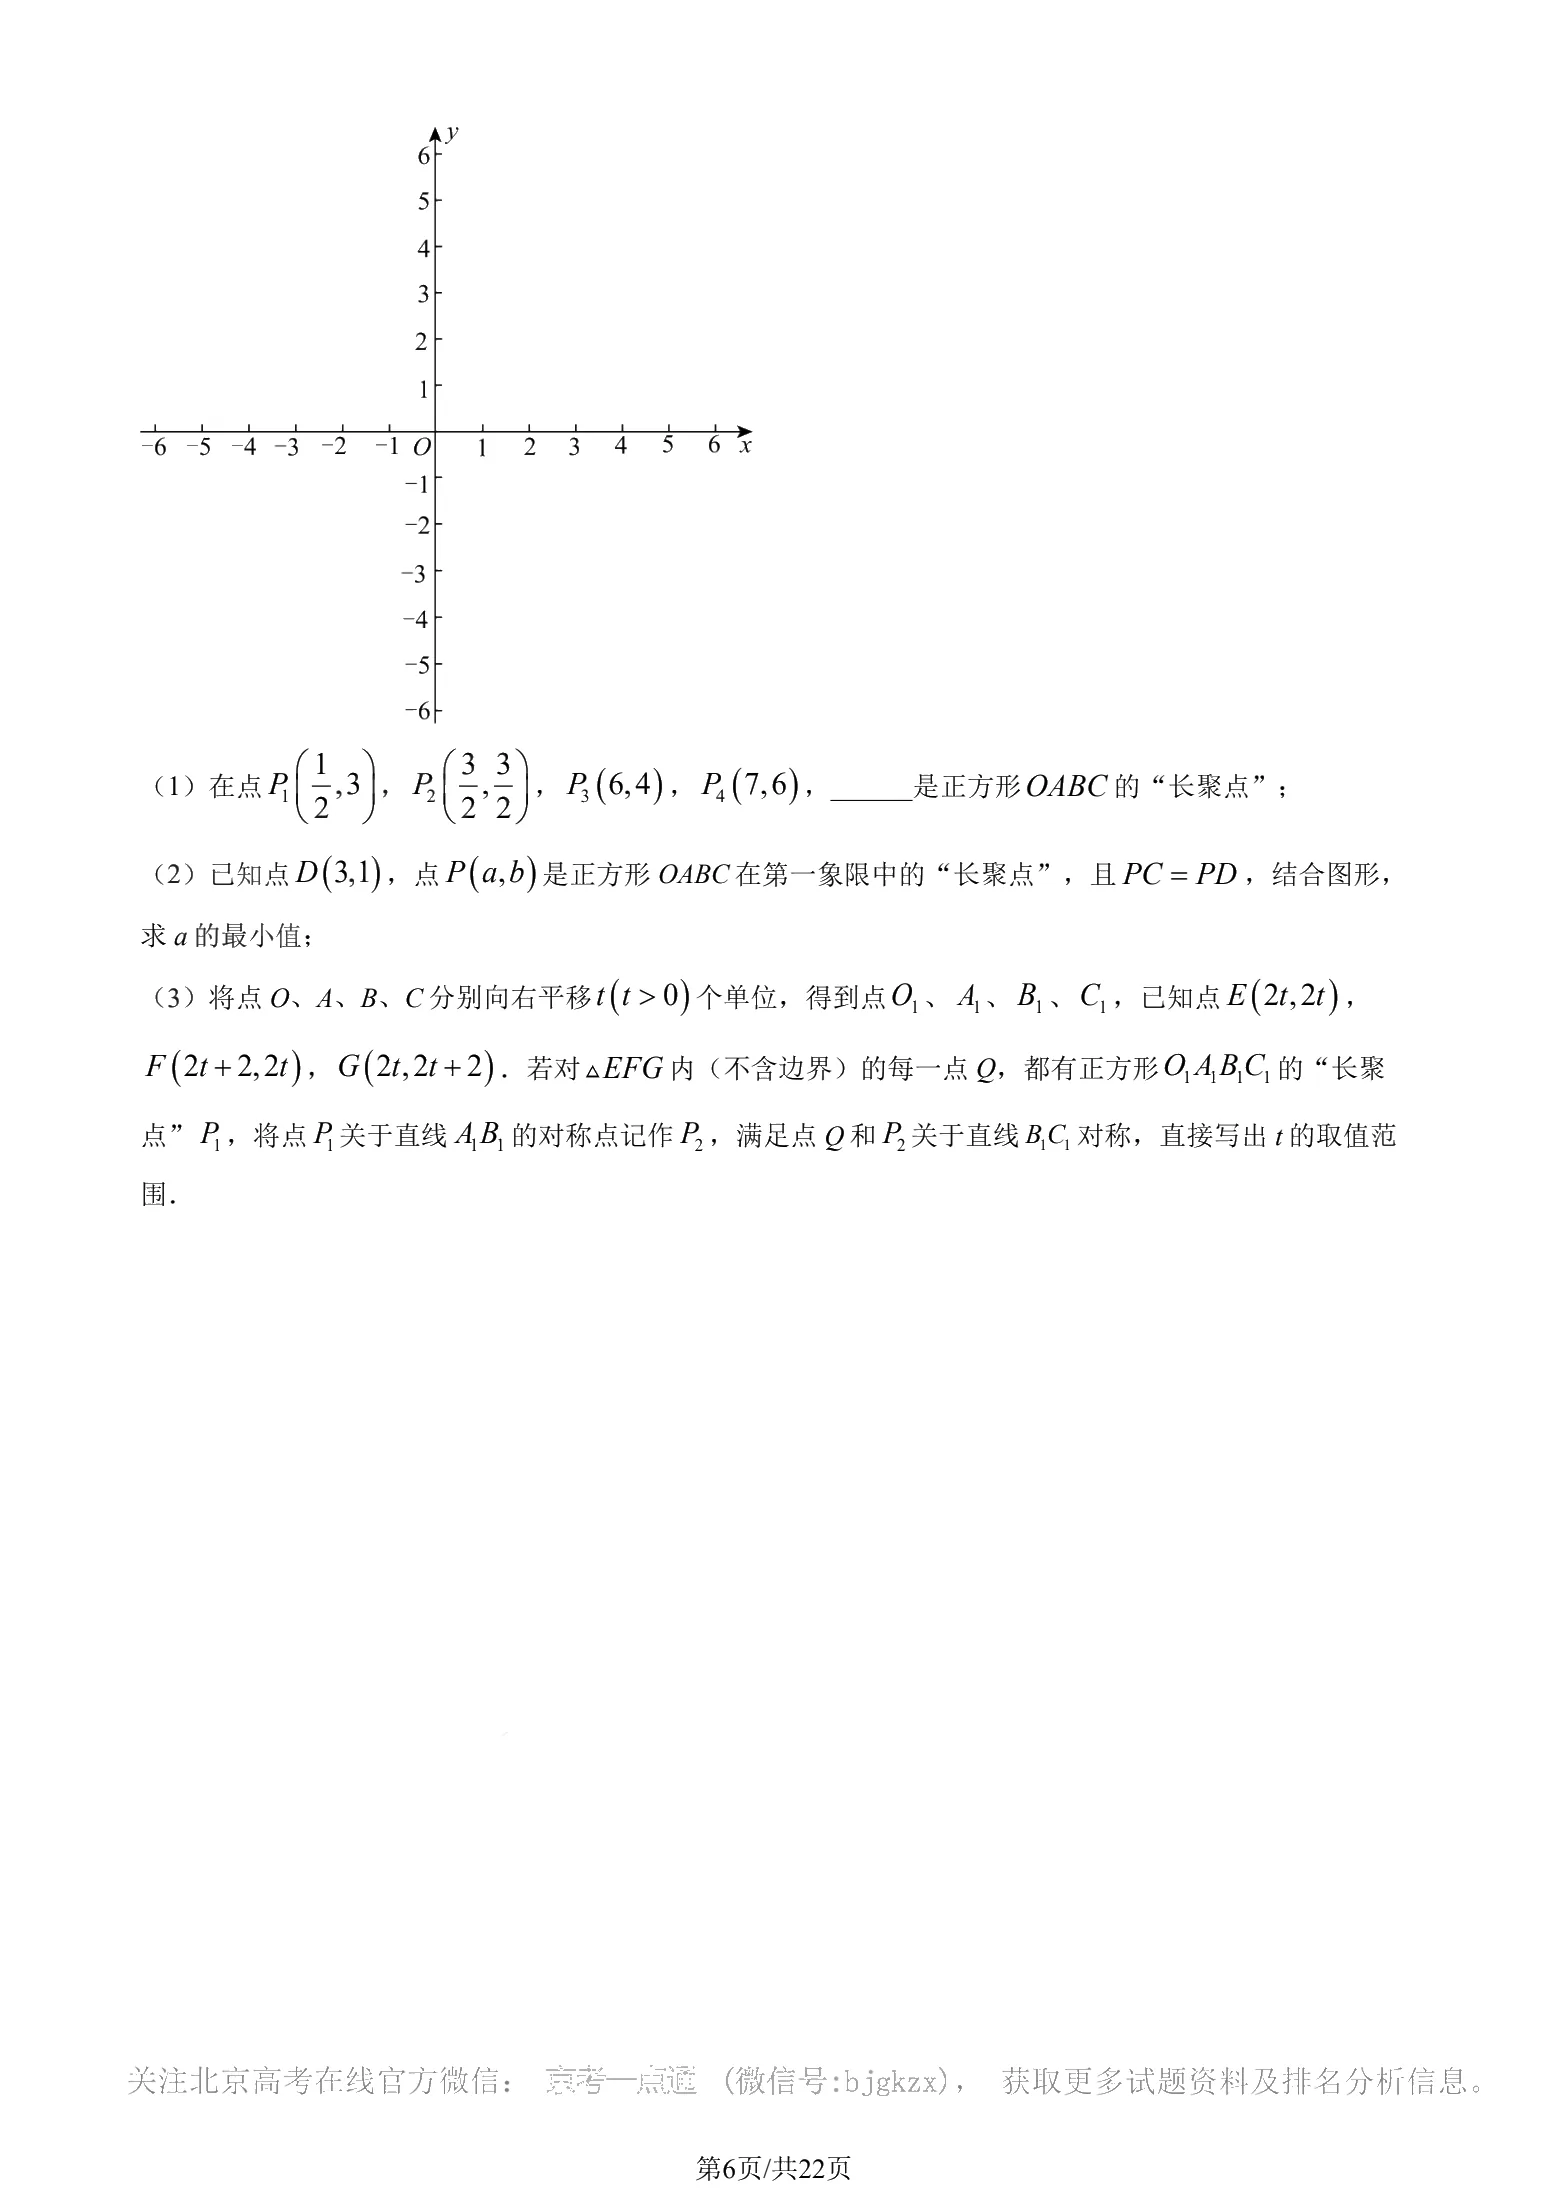 y
6
5
4
3
2
1
−6 −5 −4 −3 −2 −1 O 1 2 3 4 5 6 x
−1
−2
−3
−4
−5
−6
（1）在点P₁(1/2,3)，P₂(3/2,3/2)，P₃(6,4)，P₄(7,6)，______是正方形OABC的“长聚点”；
（2）已知点D(3,1)，点P(a,b)是正方形OABC在第一象限中的“长聚点”，且PC=PD，结合图形，
求a的最小值；
（3）将点O、A、B、C分别向右平移t(t>0)个单位，得到点O₁、A₁、B₁、C₁，已知点E(2t,2t)，
F(2t+2,2t)，G(2t,2t+2)．若对△EFG内（不含边界）的每一点Q，都有正方形O₁A₁B₁C₁的“长聚
点”P₁，将点P₁关于直线A₁B₁的对称点记作P₂，满足点Q和P₂关于直线B₁C₁对称，直接写出t的取值范
围．
关注北京高考在线官方微信： 京考一点通 (微信号:bjgkzx)， 获取更多试题资料及排名分析信息。
第6页/共22页